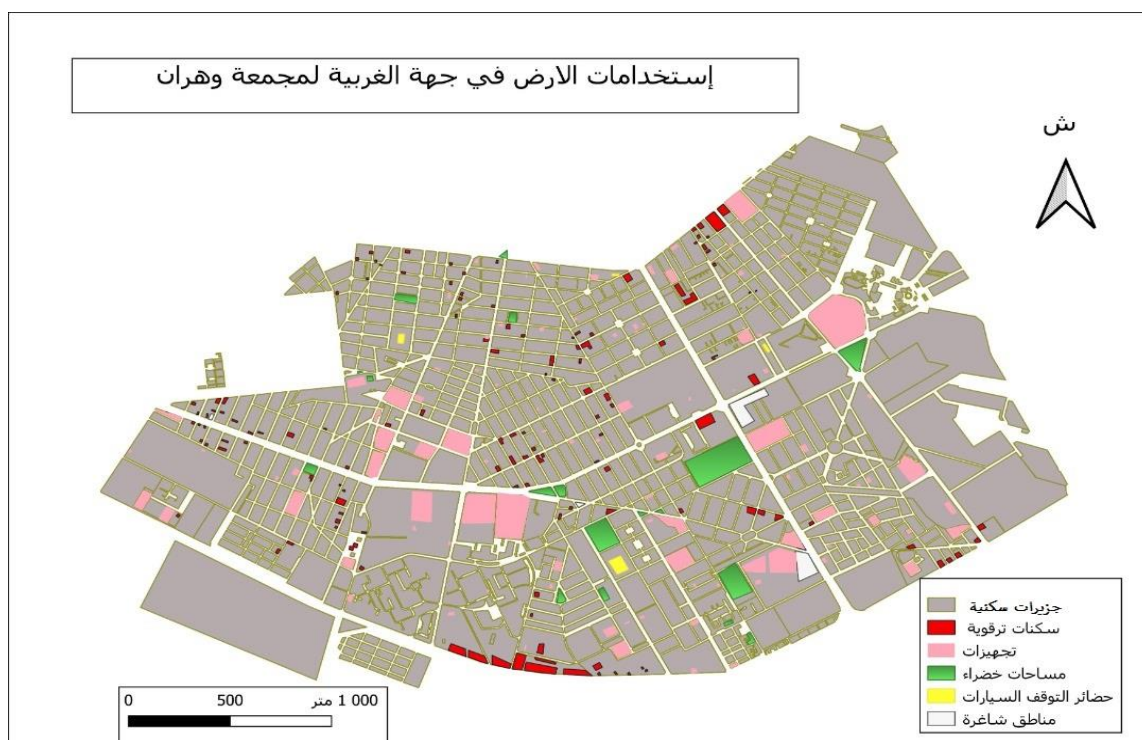 إستخدامات الارض في جهة الغربية لمجمعة وهران
ش
جزيرات سكنية
سكنات ترقوية
تجهيزات
مساحات خضراء
حضائر التوقف السيارات
مناطق شاغرة
0 500 1 000 متر